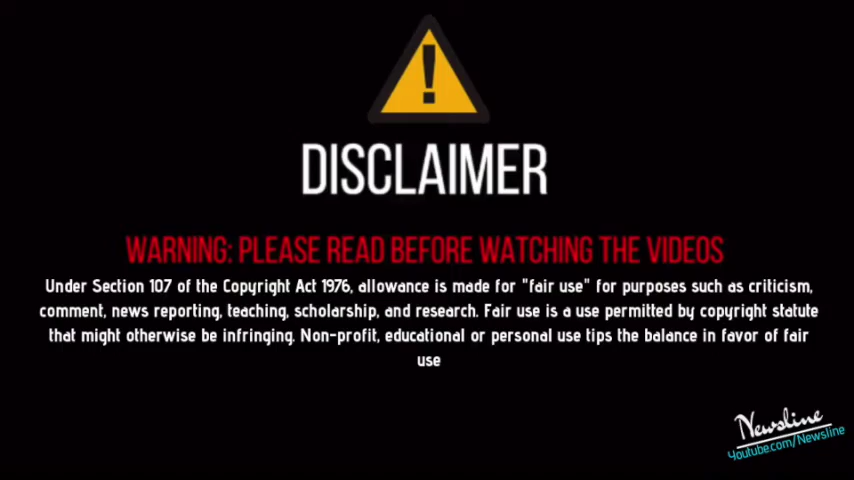 !
DISCLAIMER
WARNING: PLEASE READ BEFORE WATCHING THE VIDEOS
Under Section 107 of the Copyright Act 1976, allowance is made for "fair use" for purposes such as criticism,
comment, news reporting, teaching, scholarship, and research. Fair use is a use permitted by copyright statute
that might otherwise be infringing. Non-profit, educational or personal use tips the balance in favor of fair
use
Newsline
Youtube.com/Newsline